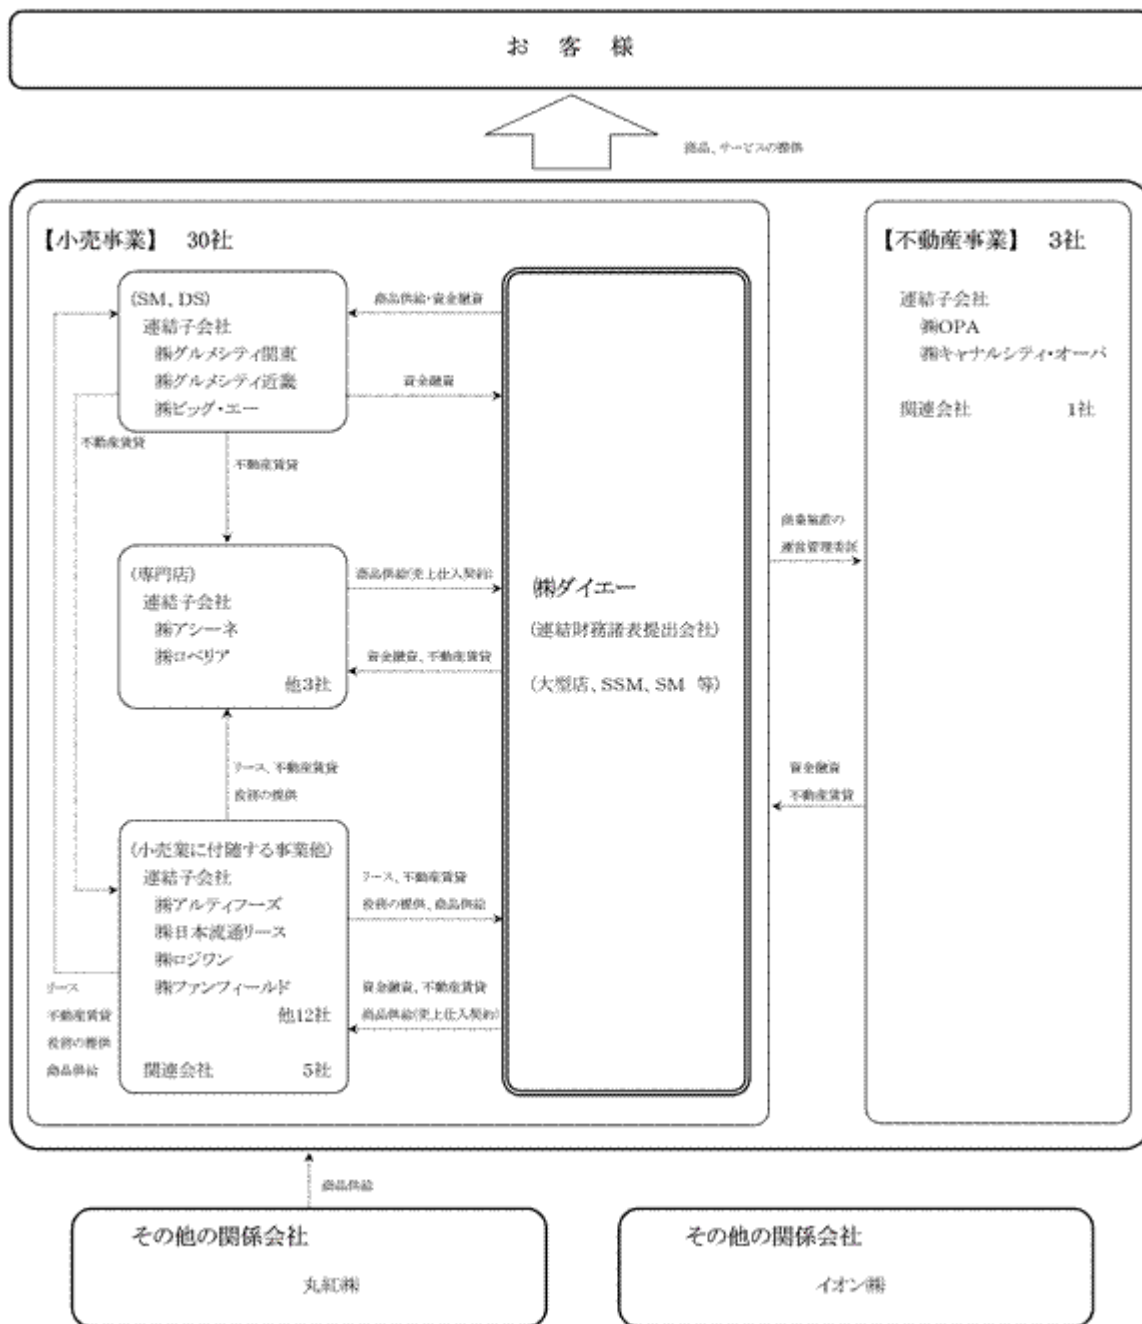 お 客 様
商品、サービスの提供
【小売事業】 30社
(SM、DS)
連結子会社
㈱グルメシティ関東
㈱グルメシティ近畿
㈱ビッグ・エー
商品供給・資金融資
資金融資
不動産賃貸
不動産賃貸
(専門店)
連結子会社
㈱アシーネ
㈱ロベリア
他3社
商品供給(売上仕入契約)
資金融資、不動産賃貸
リース、不動産賃貸
役務の提供
(小売業に付随する事業他)
連結子会社
㈱アルティフーズ
㈱日本流通リース
㈱ロジワン
㈱ファンフィールド
他12社
関連会社 5社
リース、不動産賃貸
役務の提供、商品供給
資金融資、不動産賃貸
商品供給(売上仕入契約)
リース
不動産賃貸
役務の提供
商品供給
㈱ダイエー
(連結財務諸表提出会社)
(大型店、SSM、SM 等)
商業施設の
運営管理委託
資金融資
不動産賃貸
【不動産事業】 3社
連結子会社
㈱OPA
㈱キャナルシティ・オーパ
関連会社 1社
商品供給
その他の関係会社
丸紅㈱
その他の関係会社
イオン㈱